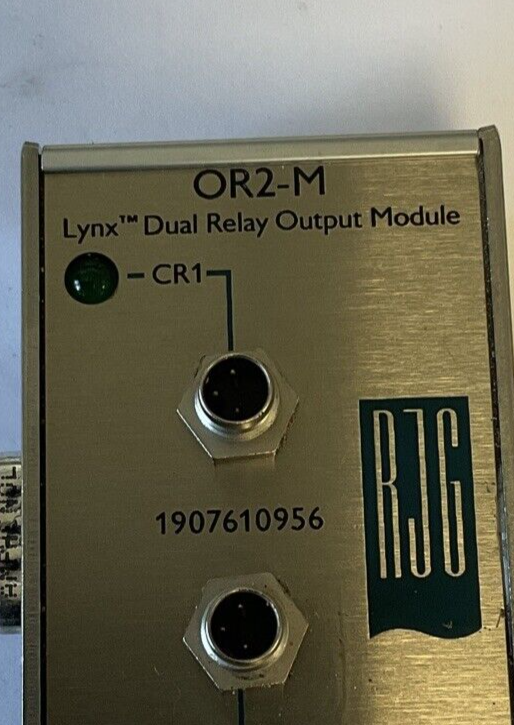 OR2-M
Lynx™ Dual Relay Output Module
CR1
RJG
1907610956